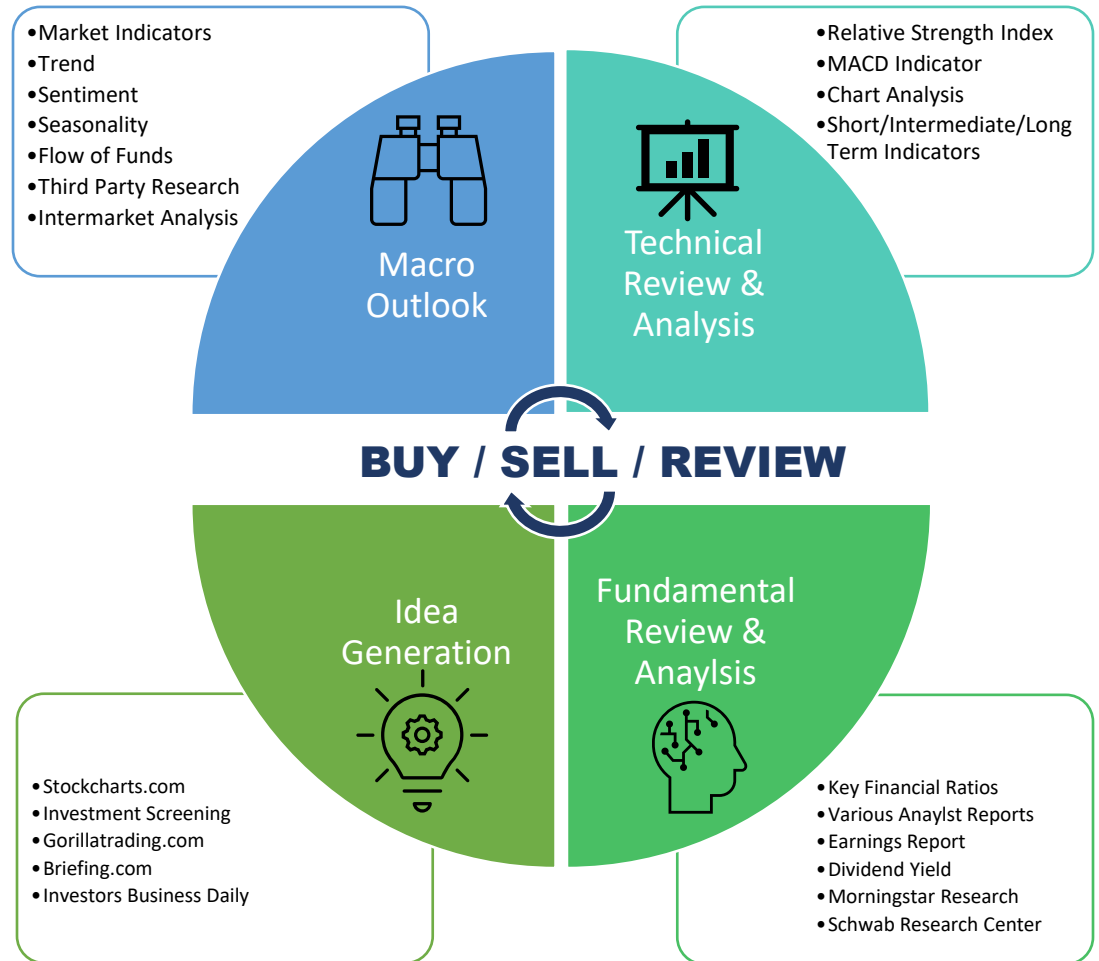 •Market Indicators
•Trend
•Sentiment
•Seasonality
•Flow of Funds
•Third Party Research
•Intermarket Analysis
Macro
Outlook
•Relative Strength Index
•MACD Indicator
•Chart Analysis
•Short/Intermediate/Long
Term Indicators
Technical
Review &
Analysis
BUY / SELL / REVIEW
Idea
Generation
•Stockcharts.com
•Investment Screening
•Gorillatrading.com
•Briefing.com
•Investors Business Daily
Fundamental
Review &
Anaylsis
•Key Financial Ratios
•Various Anaylst Reports
•Earnings Report
•Dividend Yield
•Morningstar Research
•Schwab Research Center